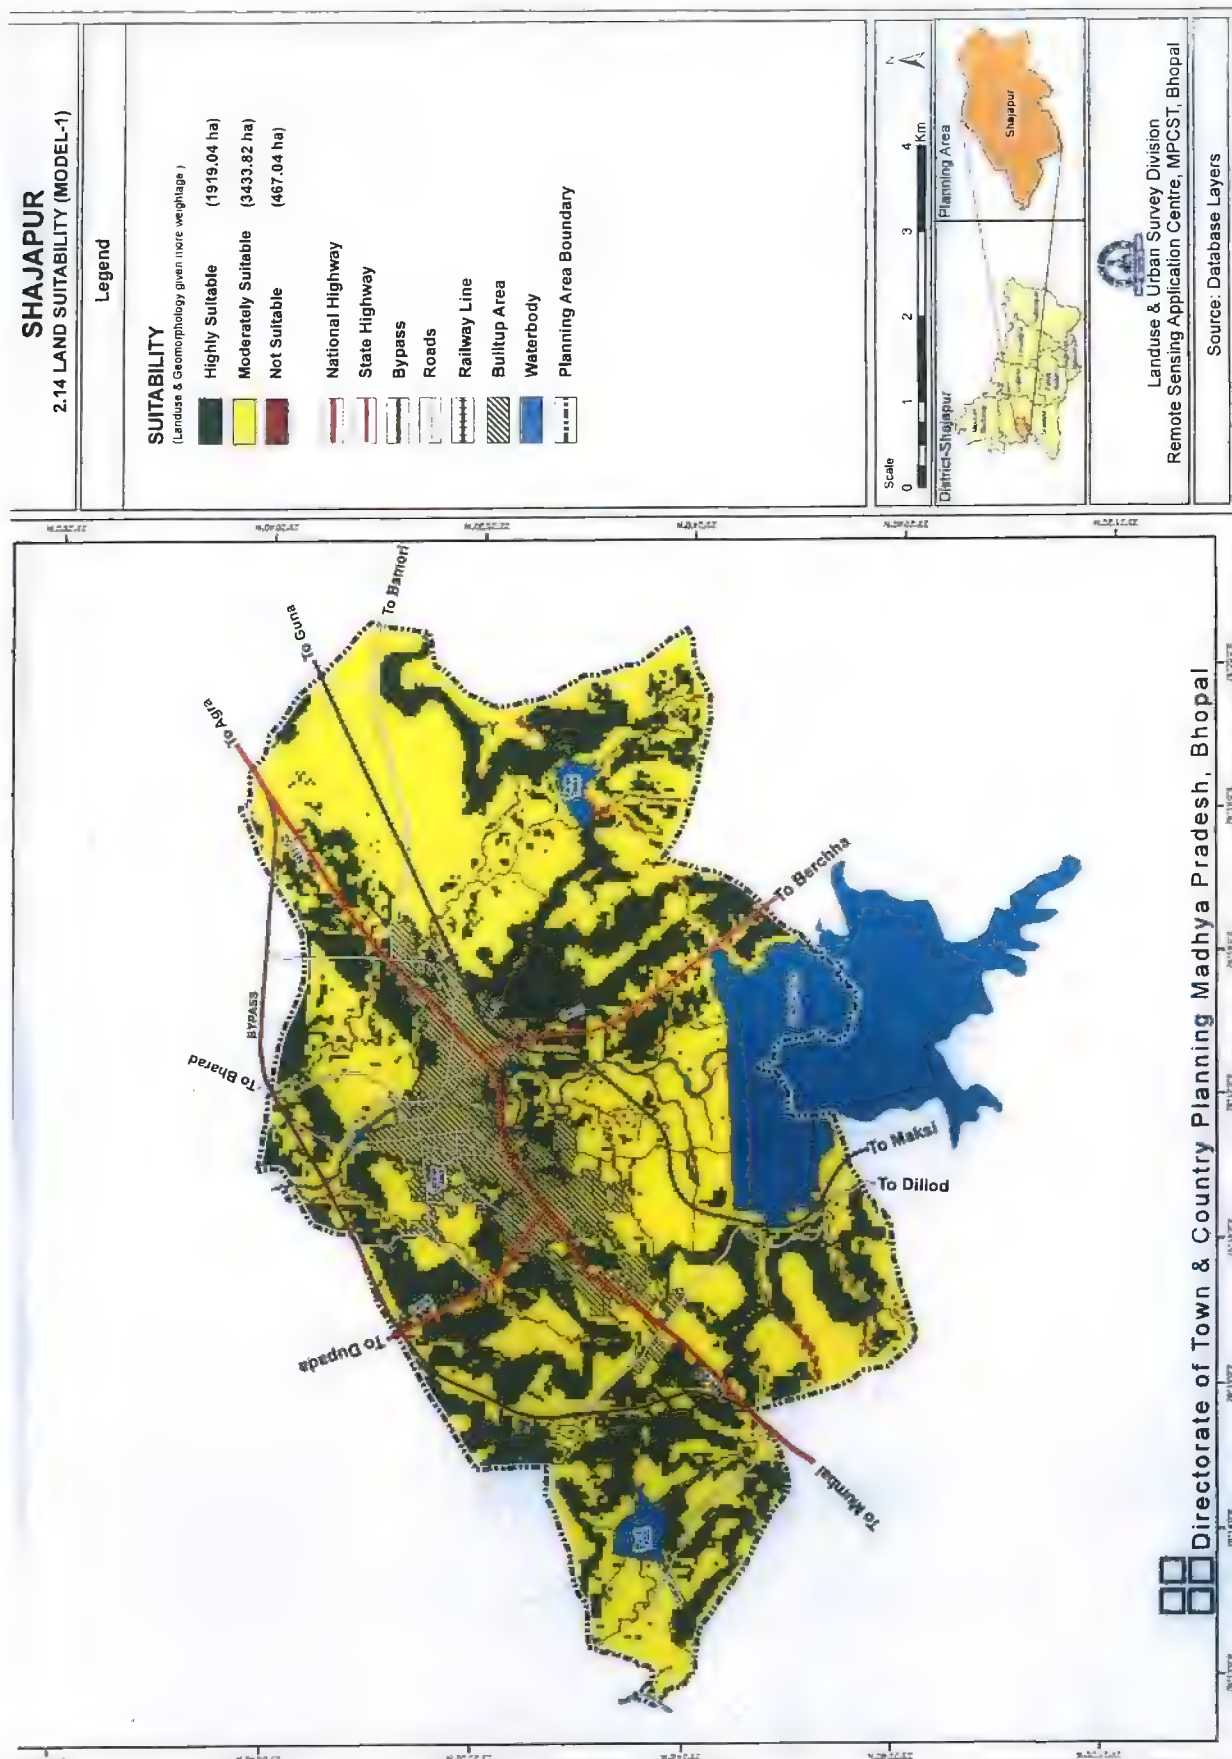 SHAJAPUR
2.14 LAND SUITABILITY (MODEL-1)
Legend
SUITABILITY
(Landuse & Geomorphology given more weightage )
Highly Suitable (1919.04 ha)
Moderately Suitable (3433.82 ha)
Not Suitable (467.04 ha)
National Highway
State Highway
Bypass
Roads
Railway Line
Builtup Area
Waterbody
Planning Area Boundary
Scale
N
0 1 2 3 4
Km
District-Shajapur
Planning Area
Shajapur
Landuse & Urban Survey Division
Remote Sensing Application Centre, MPCST, Bhopal
Source: Database Layers
To Bamori
To Guna
To Agra
BYPASS
To Bharad
To Dupada
To Berchha
To Maksi
To Dillod
To Mumbai
Directorate of Town & Country Planning Madhya Pradesh, Bhopal